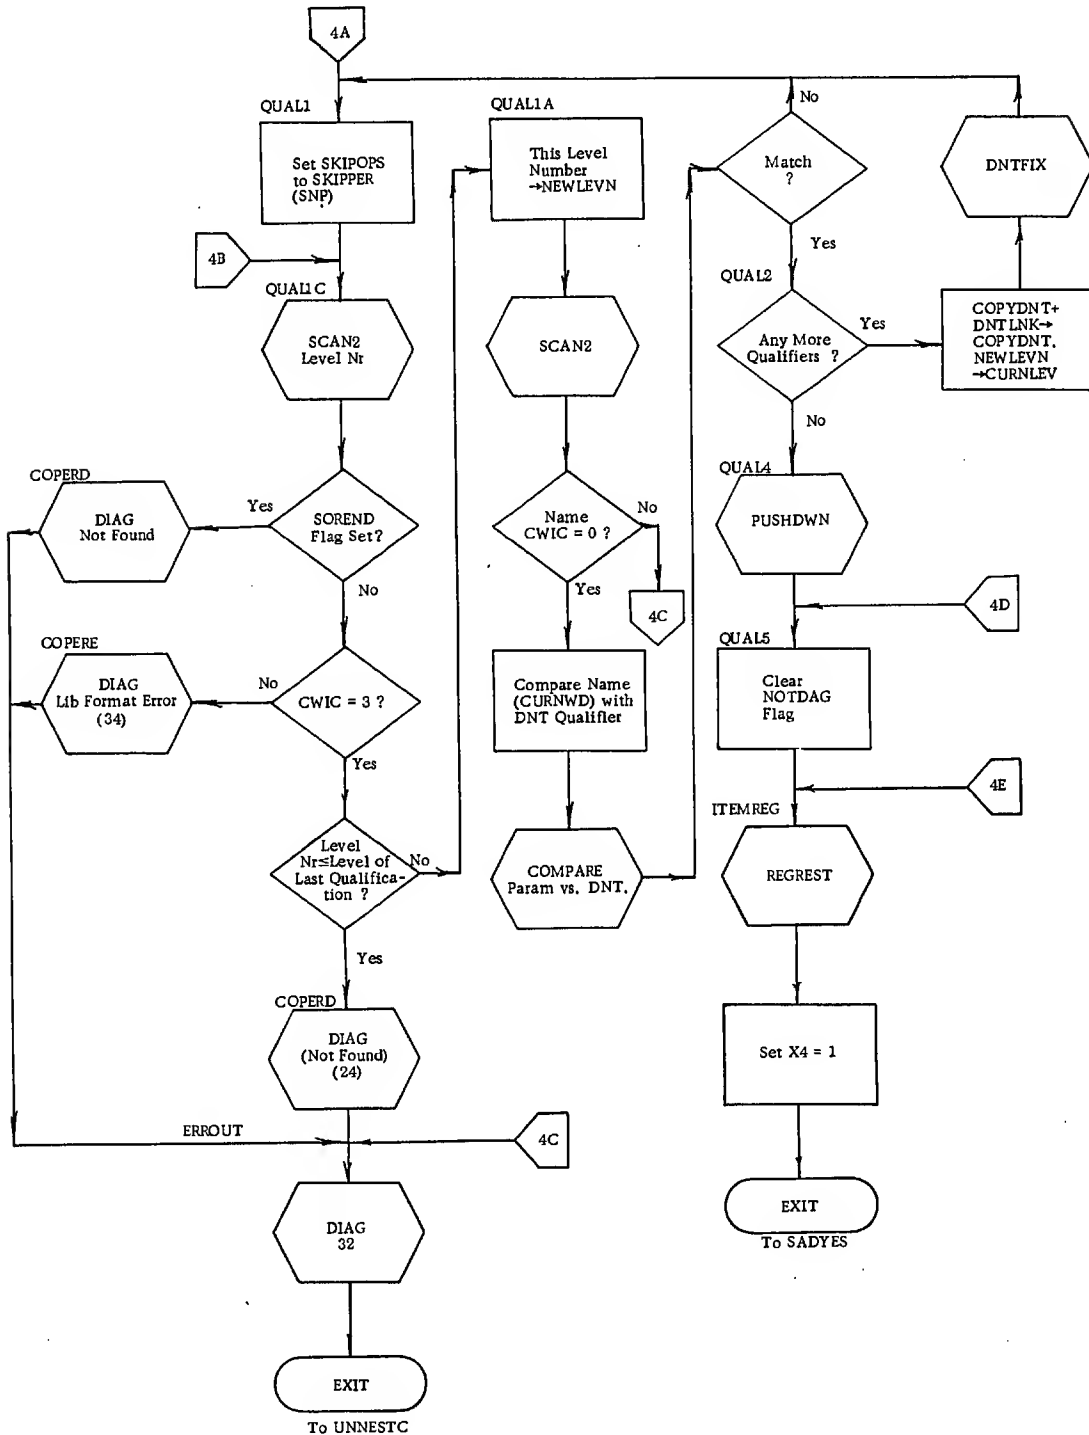 4A
QUAL1
Set SKIPOPS
to SKIPPER
(SNP)
4B
QUAL1C
SCAN2
Level Nr
COPERD
DIAG
Not Found
Yes
SOREND
Flag Set?
No
COPERE
DIAG
Lib Format Error
(34)
No
CWIC = 3 ?
Yes
Level
Nr≤Level of
Last Qualifica-
tion ?
No
Yes
COPERD
DIAG
(Not Found)
(24)
ERROUT
4C
DIAG
32
EXIT
To UNNESTC
QUAL1A
This Level
Number
→NEWLEVN
SCAN2
Name
CWIC = 0 ?
No
4C
Yes
Compare Name
(CURNWD) with
DNT Qualifier
COMPARE
Param vs. DNT.
No
Match
?
Yes
QUAL2
Any More
Qualifiers ?
Yes
COPYDNT+
DNTLNK→
COPYDNT.
NEWLEVN
→CURNLEV
DNTFIX
No
QUAL4
PUSHDWN
4D
QUAL5
Clear
NOTDAG
Flag
4E
ITEMREG
REGREST
Set X4 = 1
EXIT
To SADYES